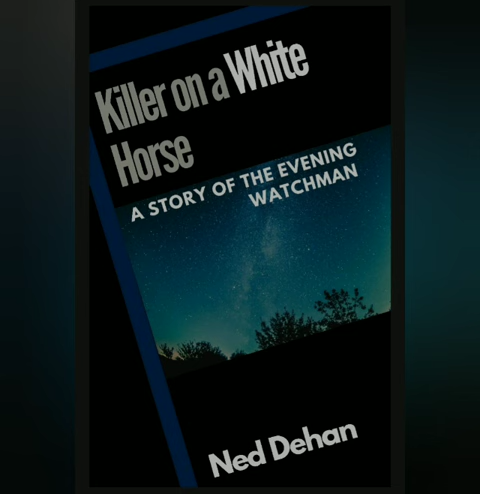 Killer on a White
Horse
A STORY OF THE EVENING
WATCHMAN
Ned Dehan